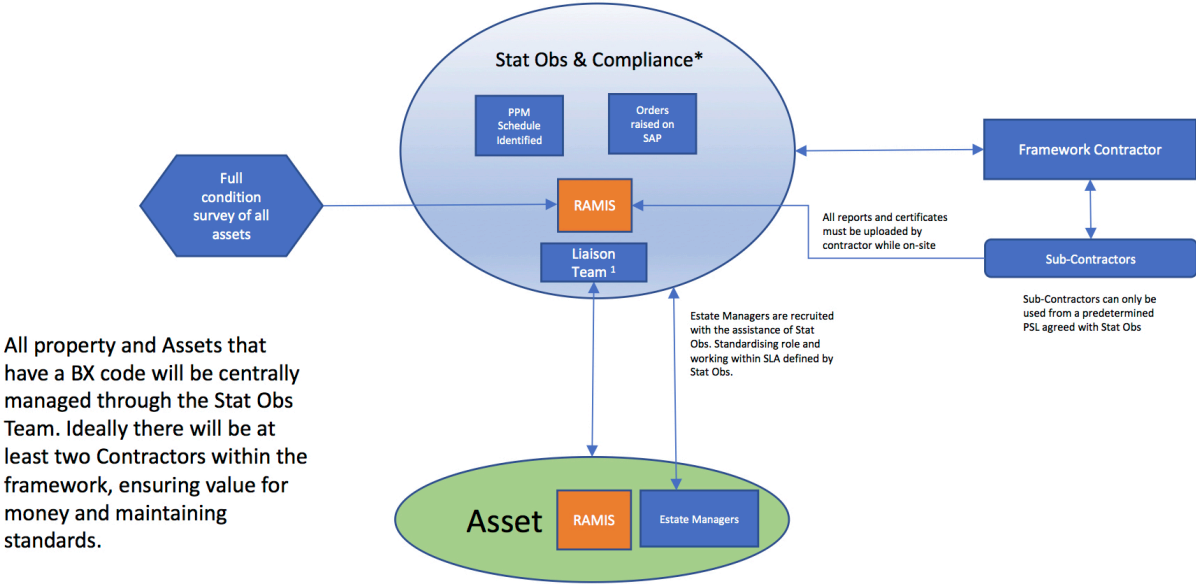 Stat Obs & Compliance*
PPM
Schedule
Identified
Orders
raised on
SAP
Framework Contractor
Full
condition
survey of all
assets
RAMIS
All reports and certificates
must be uploaded by
contractor while on-site
Liaison
Team ¹
Sub-Contractors
Sub-Contractors can only be
used from a predetermined
PSL agreed with Stat Obs
Estate Managers are recruited
with the assistance of Stat
Obs. Standardising role and
working within SLA defined by
Stat Obs.
All property and Assets that
have a BX code will be centrally
managed through the Stat Obs
Team. Ideally there will be at
least two Contractors within the
framework, ensuring value for
money and maintaining
standards.
Asset
RAMIS
Estate Managers